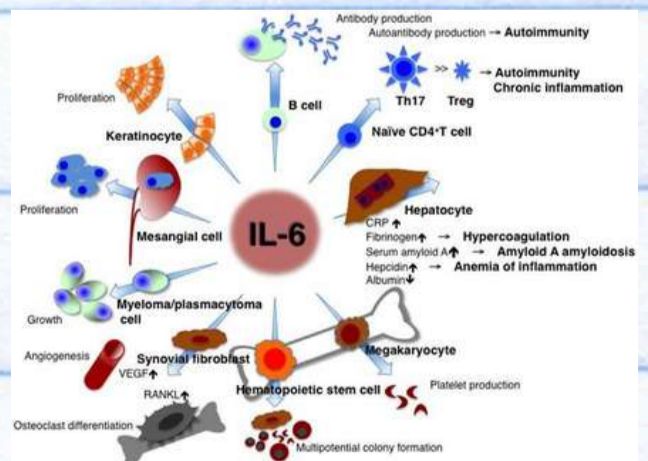 Antibody production
Autoantibody production → Autoimmunity
B cell
Th17 >> Treg → Autoimmunity
Chronic inflammation
Naïve CD4⁺T cell
Proliferation
Keratinocyte
Proliferation
Mesangial cell
IL-6
Hepatocyte
CRP ↑
Fibrinogen↑ → Hypercoagulation
Serum amyloid A↑ → Amyloid A amyloidosis
Hepcidin↑ → Anemia of inflammation
Albumin↓
Myeloma/plasmacytoma
cell
Growth
Angiogenesis
VEGF↑
Synovial fibroblast
RANKL↑
Osteoclast differentiation
Hematopoietic stem cell
Multipotential colony formation
Megakaryocyte
Platelet production